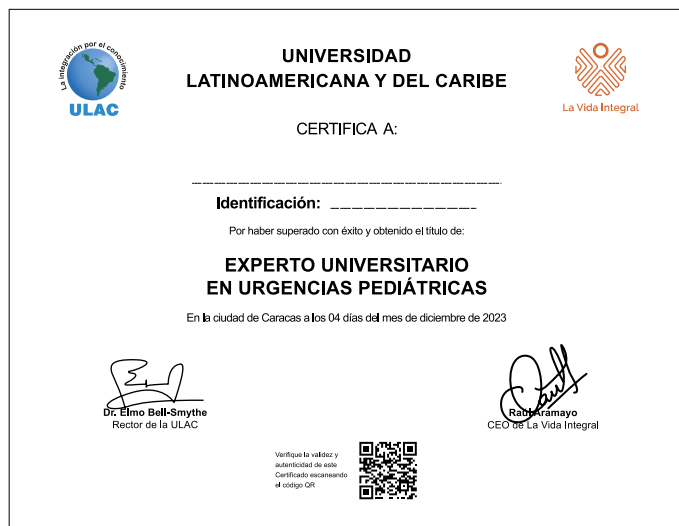 La integración por el conocimiento
ULAC
UNIVERSIDAD
LATINOAMERICANA Y DEL CARIBE
La Vida Integral
CERTIFICA A:
Identificación:
Por haber superado con éxito y obtenido el título de:
EXPERTO UNIVERSITARIO
EN URGENCIAS PEDIÁTRICAS
En la ciudad de Caracas a los 04 días del mes de diciembre de 2023
Dr. Elmo Bell-Smythe
Rector de la ULAC
Raúl Aramayo
CEO de La Vida Integral
Verifique la validez y
autenticidad de este
Certificado escaneando
el código QR